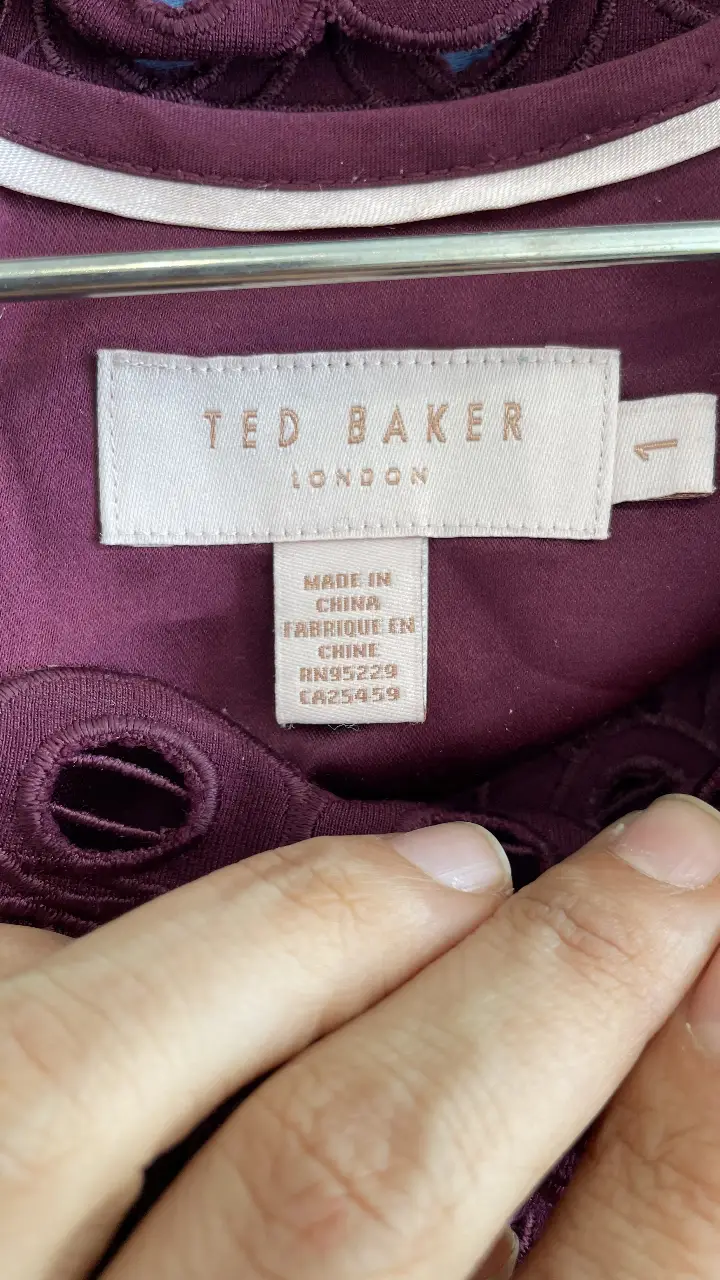 TED BAKER
LONDON
1
MADE IN
CHINA
FABRIQUE EN
CHINE
RN95229
CA25459